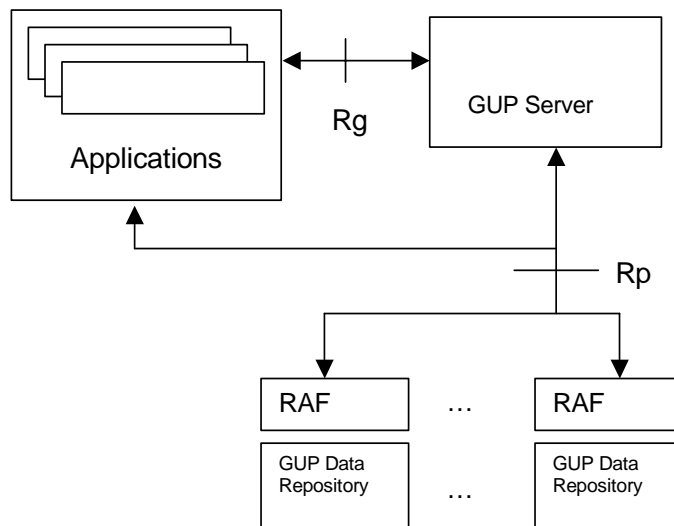 GUP Server
Rg
Applications
Rp
RAF
...
RAF
GUP Data
Repository
...
GUP Data
Repository